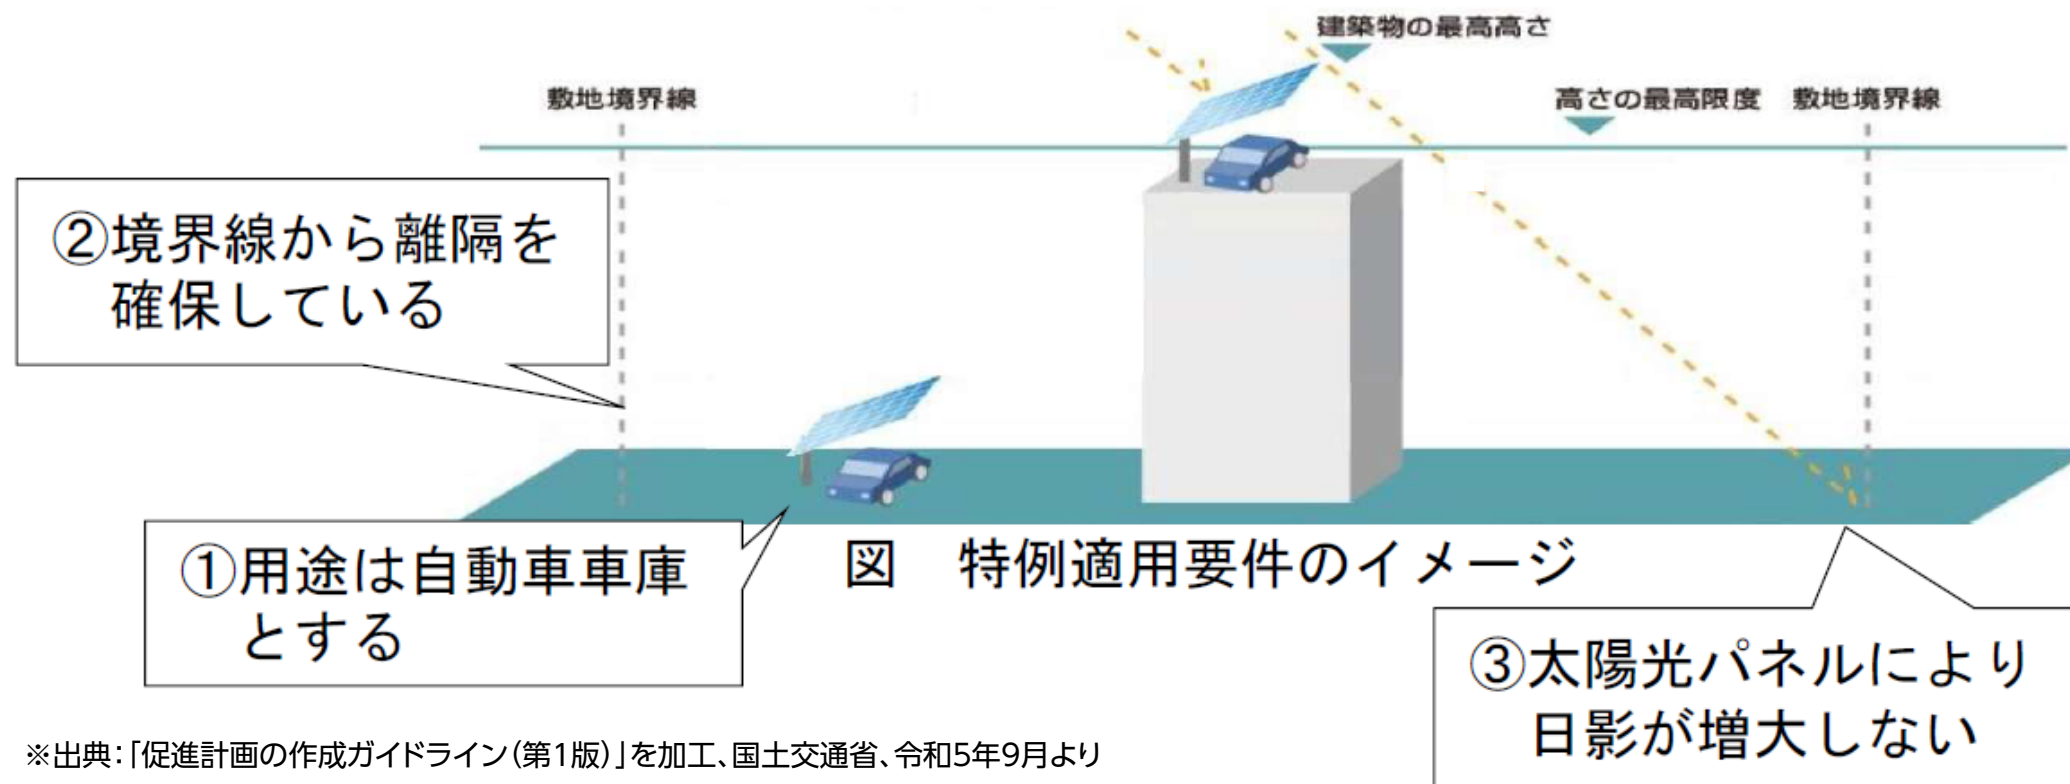 建築物の最高高さ
敷地境界線
高さの最高限度
敷地境界線
②境界線から離隔を
確保している
①用途は自動車車庫
とする
図 特例適用要件のイメージ
③太陽光パネルにより
日影が増大しない
※出典:「促進計画の作成ガイドライン(第1版)」を加工、国土交通省、令和5年9月より